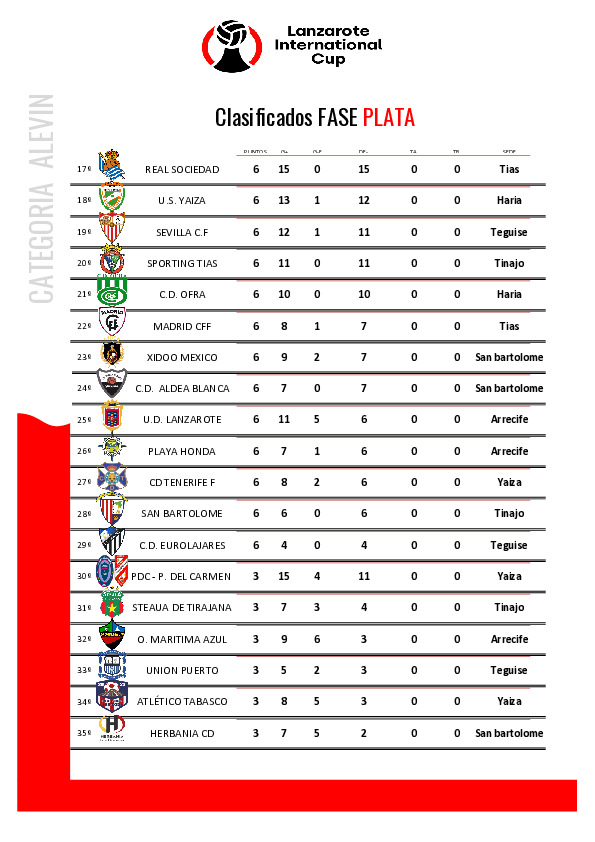 Lanzarote
International
Cup
CATEGORIA ALEVIN
Clasificados FASE PLATA
PUNTOS G+ G-E DE- TA TR SEDE
17º REAL SOCIEDAD 6 15 0 15 0 0 Tias
18º U.S. YAIZA 6 13 1 12 0 0 Haria
19º SEVILLA C.F 6 12 1 11 0 0 Teguise
20º SPORTING TIAS 6 11 0 11 0 0 Tinajo
21º C.D. OFRA 6 10 0 10 0 0 Haria
22º MADRID CFF 6 8 1 7 0 0 Tias
23º XIDOO MEXICO 6 9 2 7 0 0 San bartolome
24º C.D. ALDEA BLANCA 6 7 0 7 0 0 San bartolome
25º U.D. LANZAROTE 6 11 5 6 0 0 Arrecife
26º PLAYA HONDA 6 7 1 6 0 0 Arrecife
27º CD TENERIFE F 6 8 2 6 0 0 Yaiza
28º SAN BARTOLOME 6 6 0 6 0 0 Tinajo
29º C.D. EUROLAJARES 6 4 0 4 0 0 Teguise
30º PDC - P. DEL CARMEN 3 15 4 11 0 0 Yaiza
31º STEAUA DE TIRAJANA 3 7 3 4 0 0 Tinajo
32º O. MARITIMA AZUL 3 9 6 3 0 0 Arrecife
33º UNION PUERTO 3 5 2 3 0 0 Teguise
34º ATLÉTICO TABASCO 3 8 5 3 0 0 Yaiza
35º HERBANIA CD 3 7 5 2 0 0 San bartolome